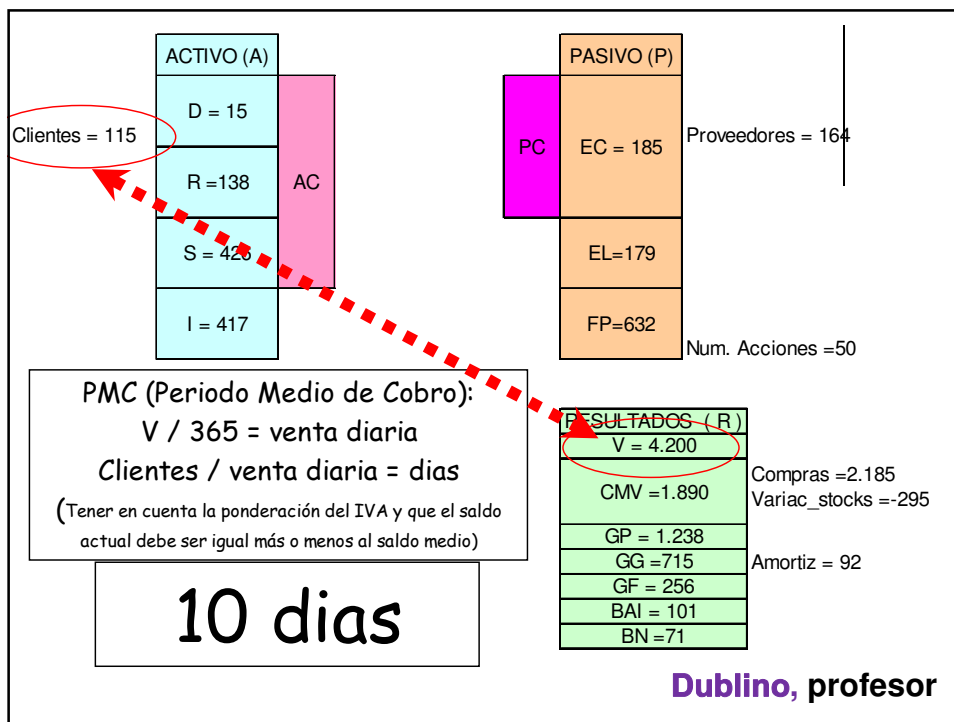 ACTIVO (A)
D = 15
Clientes = 115
R =138
AC
S = 426
I = 417
PASIVO (P)
PC
EC = 185
Proveedores = 164
EL=179
FP=632
Num. Acciones =50
PMC (Periodo Medio de Cobro):
V / 365 = venta diaria
Clientes / venta diaria = dias
(Tener en cuenta la ponderación del IVA y que el saldo
actual debe ser igual más o menos al saldo medio)
10 dias
RESULTADOS ( R )
V = 4.200
CMV =1.890
Compras =2.185
Variac_stocks =-295
GP = 1.238
GG =715
Amortiz = 92
GF = 256
BAI = 101
BN =71
Dublino, profesor